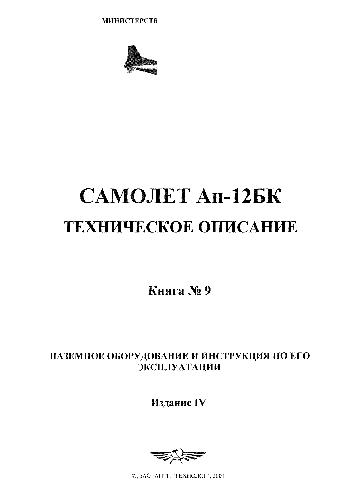 МИНИСТЕРСТВ
САМОЛЕТ Ан-12БК
ТЕХНИЧЕСКОЕ ОПИСАНИЕ
Книга № 9
НАЗЕМНОЕ ОБОРУДОВАНИЕ И ИНСТРУКЦИЯ ПО ЕГО
ЭКСПЛУАТАЦИИ
Издание IV